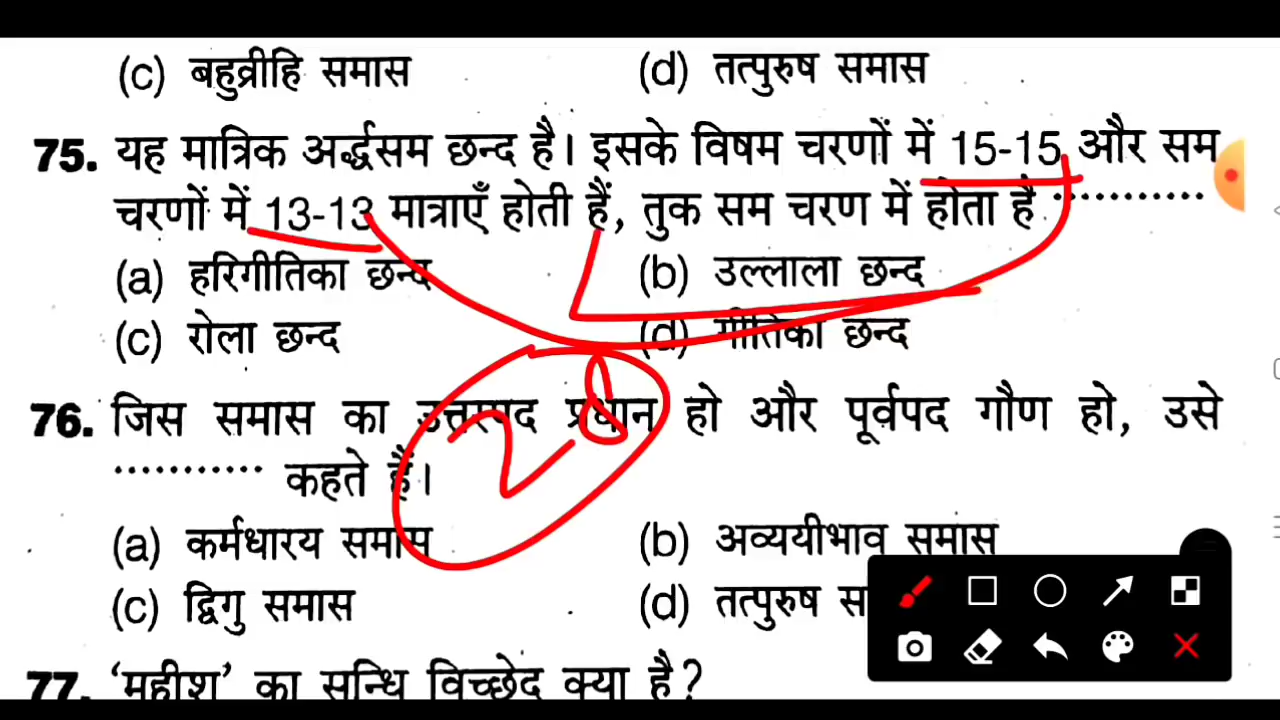 (c) बहुव्रीहि समास (d) तत्पुरुष समास
75. यह मात्रिक अर्द्धसम छन्द है। इसके विषम चरणों में 15-15 और सम
चरणों में 13-13 मात्राएँ होती हैं, तुक सम चरण में होता है ............
(a) हरिगीतिका छन्द (b) उल्लाला छन्द
(c) रोला छन्द (d) गीतिका छन्द
28
76. जिस समास का उत्तरपद प्रधान हो और पूर्वपद गौण हो, उसे
............ कहते हैं।
(a) कर्मधारय समास (b) अव्ययीभाव समास
(c) द्विगु समास (d) तत्पुरुष स
77. ‘महीश’ का सन्धि विच्छेद क्या है?